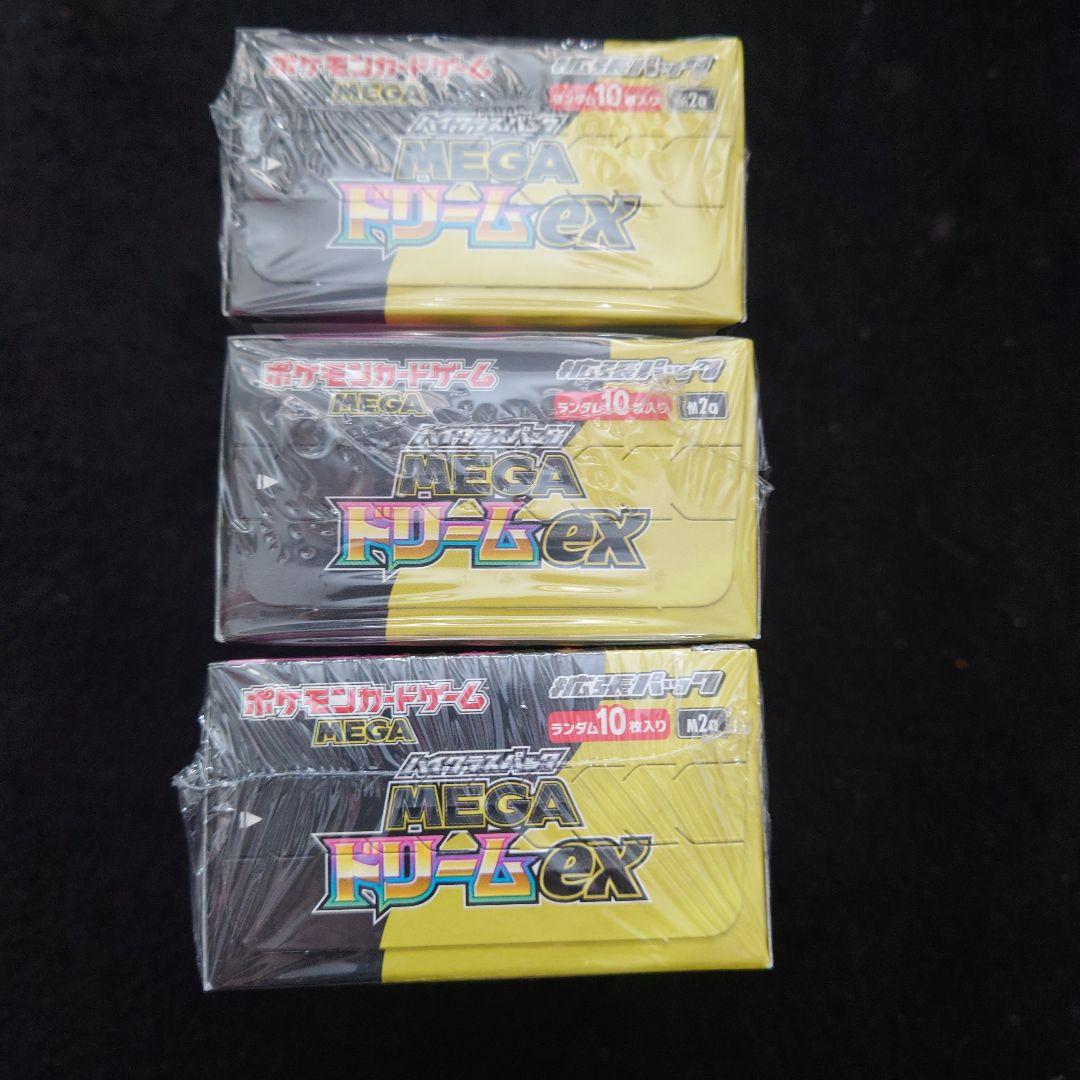 ポケモンカードゲーム
MEGA
拡張パック
ランダム10枚入り M2a
ハイクラスパック
MEGA
ドリームex
ポケモンカードゲーム
MEGA
拡張パック
ランダム10枚入り M2a
ハイクラスパック
MEGA
ドリームex
ポケモンカードゲーム
MEGA
拡張パック
ランダム10枚入り M2a
ハイクラスパック
MEGA
ドリームex